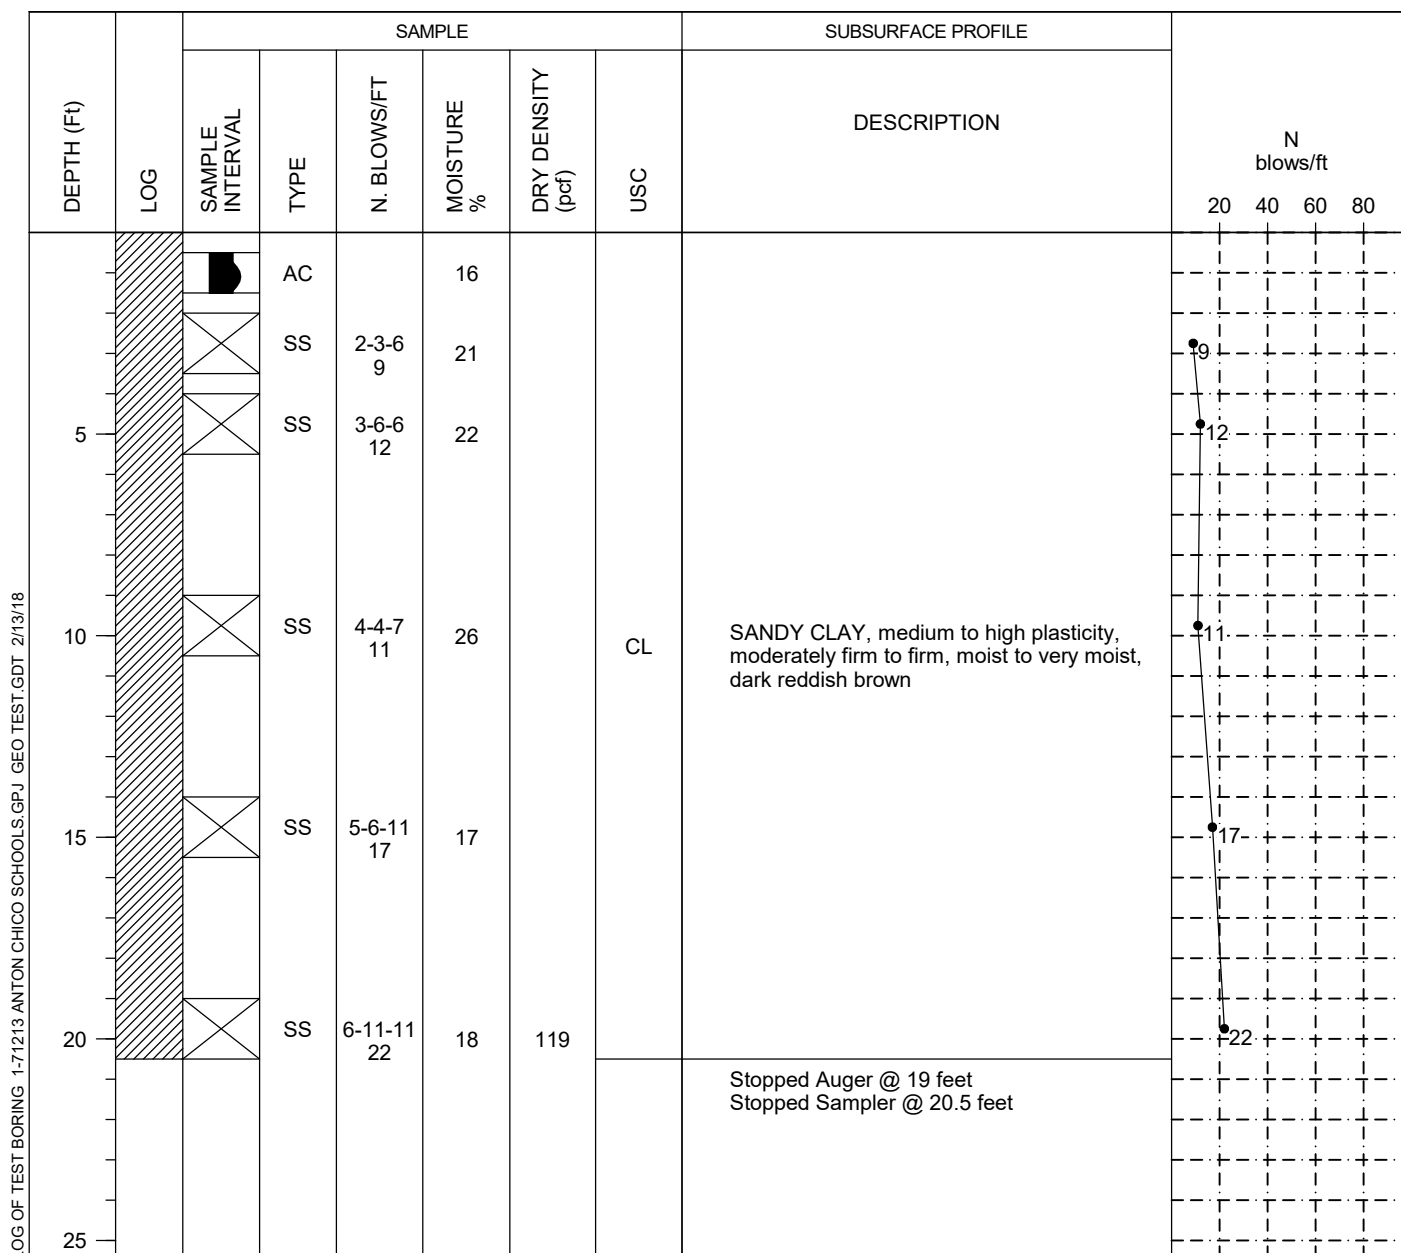 SAMPLE
SUBSURFACE PROFILE
DEPTH (Ft)
LOG
SAMPLE
INTERVAL
TYPE
N. BLOWS/FT
MOISTURE
%
DRY DENSITY
(pcf)
USC
DESCRIPTION
N
blows/ft
20 40 60 80
AC 16
SS 2-3-6 21
9
9
5 SS 3-6-6 22
12
12
10 SS 4-4-7 26
11
CL
SANDY CLAY, medium to high plasticity,
moderately firm to firm, moist to very moist,
dark reddish brown
11
15 SS 5-6-11 17
17
17
20 SS 6-11-11 18 119
22
22
Stopped Auger @ 19 feet
Stopped Sampler @ 20.5 feet
25
LOG OF TEST BORING 1-71213 ANTON CHICO SCHOOLS.GPJ GEO TEST.GDT 2/13/18